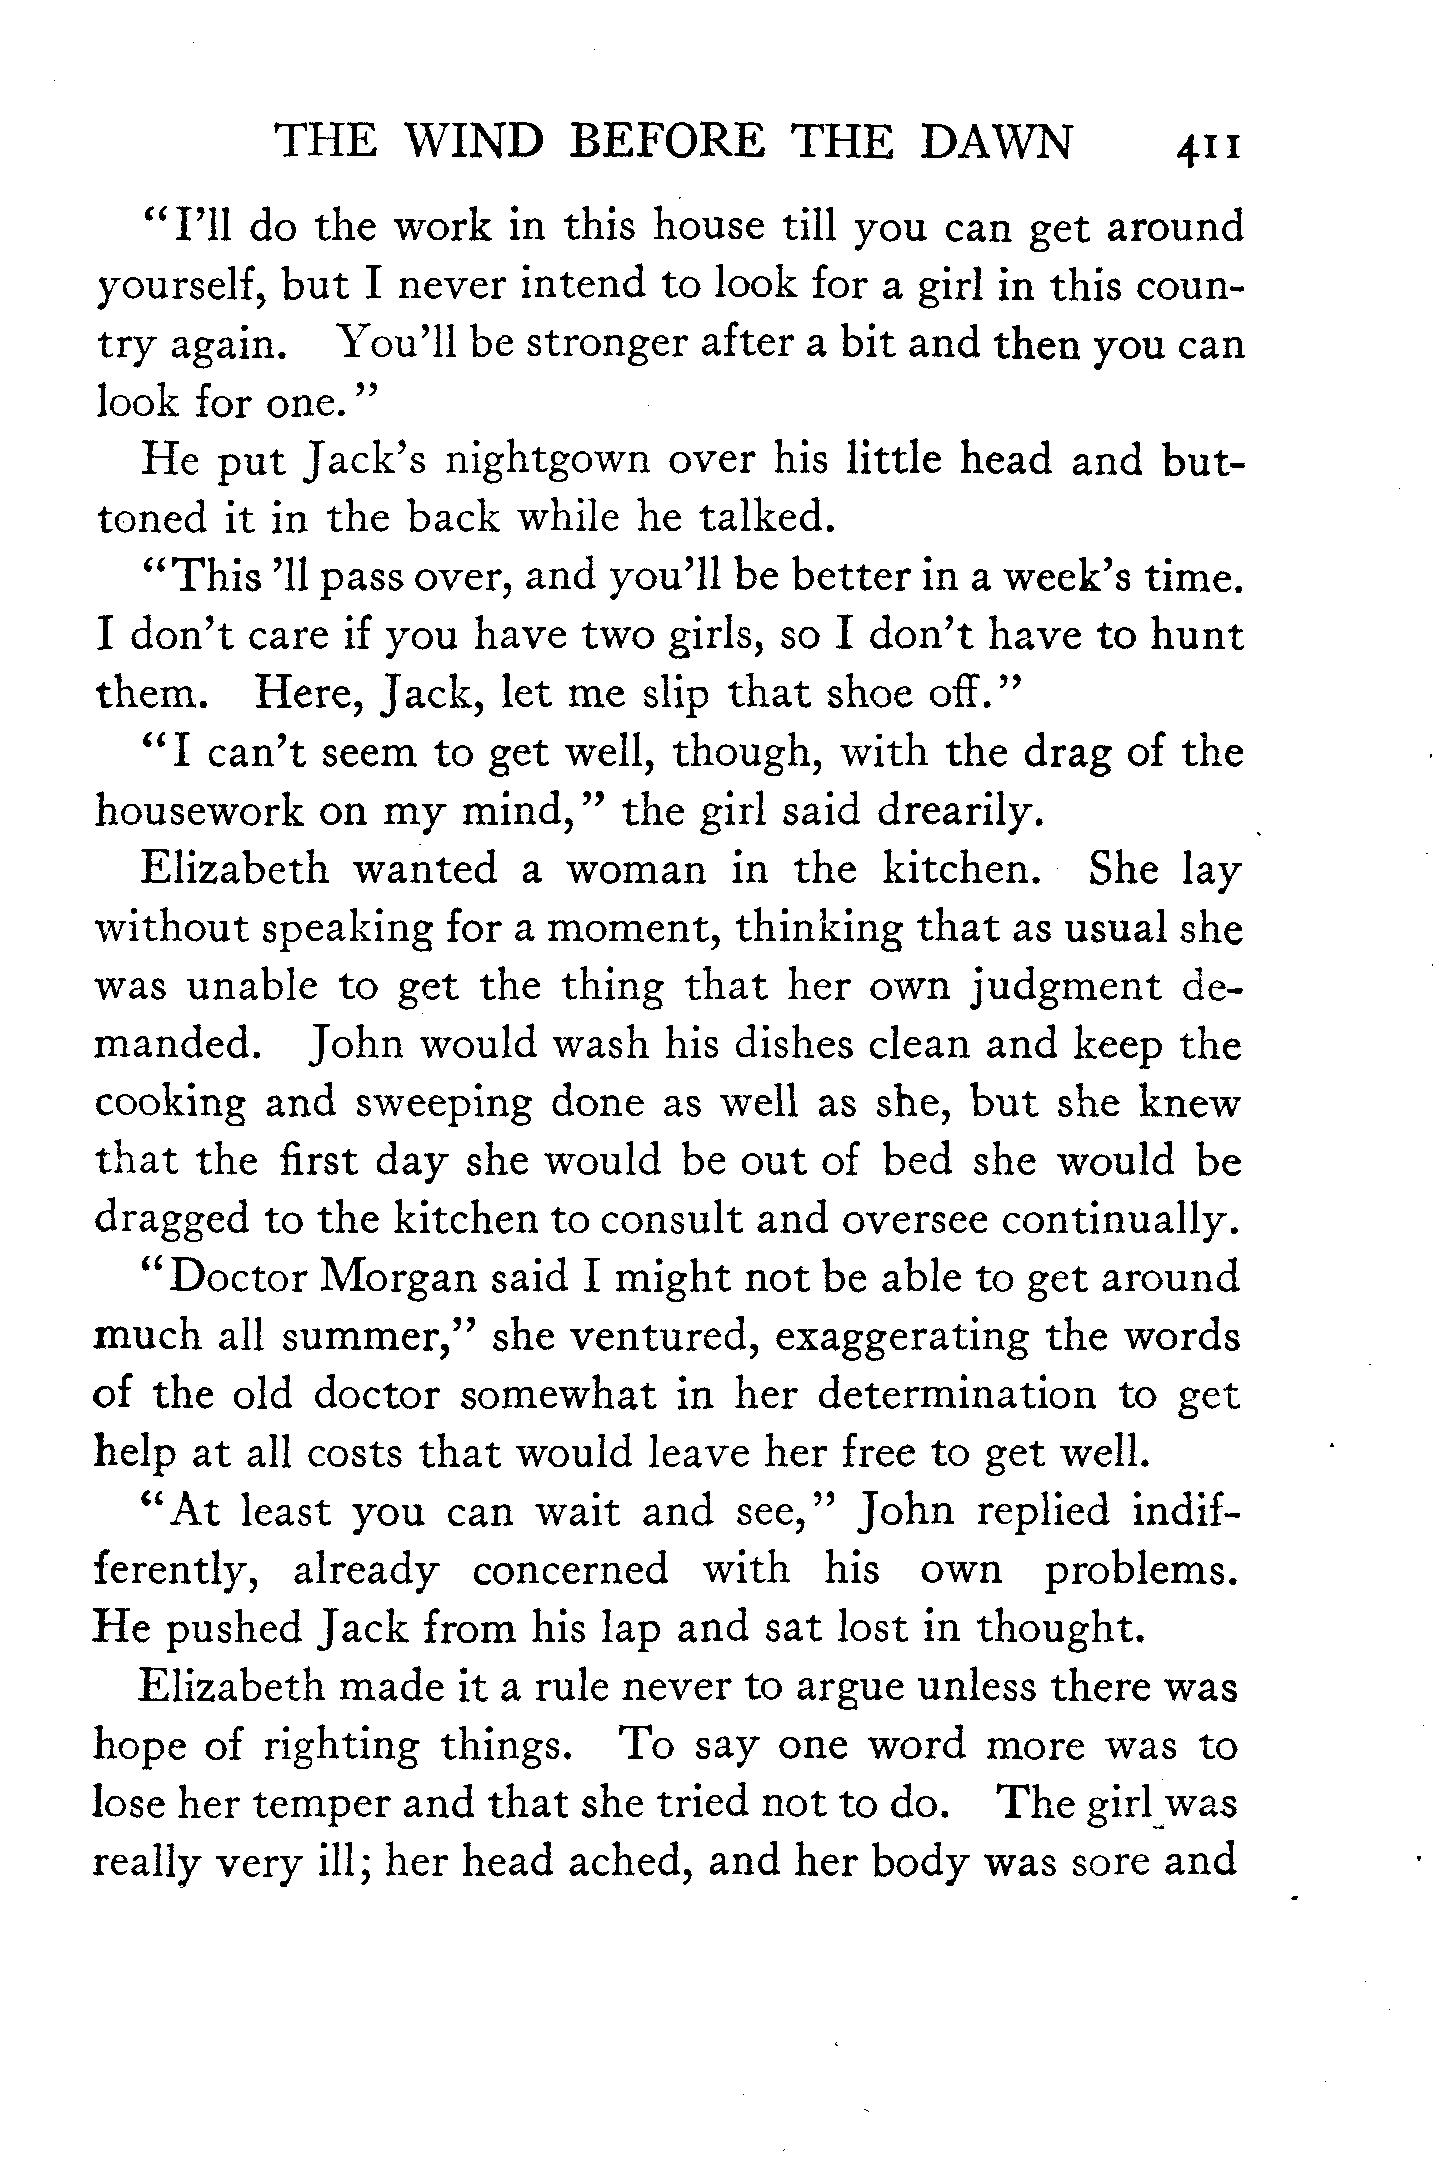 THE WIND BEFORE THE DAWN 411
“I’ll do the work in this house till you can get around
yourself, but I never intend to look for a girl in this coun-
try again. You’ll be stronger after a bit and then you can
look for one.”
He put Jack’s nightgown over his little head and but-
toned it in the back while he talked.
“This ’ll pass over, and you’ll be better in a week’s time.
I don’t care if you have two girls, so I don’t have to hunt
them. Here, Jack, let me slip that shoe off.”
“I can’t seem to get well, though, with the drag of the
housework on my mind,” the girl said drearily.
Elizabeth wanted a woman in the kitchen. She lay
without speaking for a moment, thinking that as usual she
was unable to get the thing that her own judgment de-
manded. John would wash his dishes clean and keep the
cooking and sweeping done as well as she, but she knew
that the first day she would be out of bed she would be
dragged to the kitchen to consult and oversee continually.
“Doctor Morgan said I might not be able to get around
much all summer,” she ventured, exaggerating the words
of the old doctor somewhat in her determination to get
help at all costs that would leave her free to get well.
“At least you can wait and see,” John replied indif-
ferently, already concerned with his own problems.
He pushed Jack from his lap and sat lost in thought.
Elizabeth made it a rule never to argue unless there was
hope of righting things. To say one word more was to
lose her temper and that she tried not to do. The girl was
really very ill; her head ached, and her body was sore and